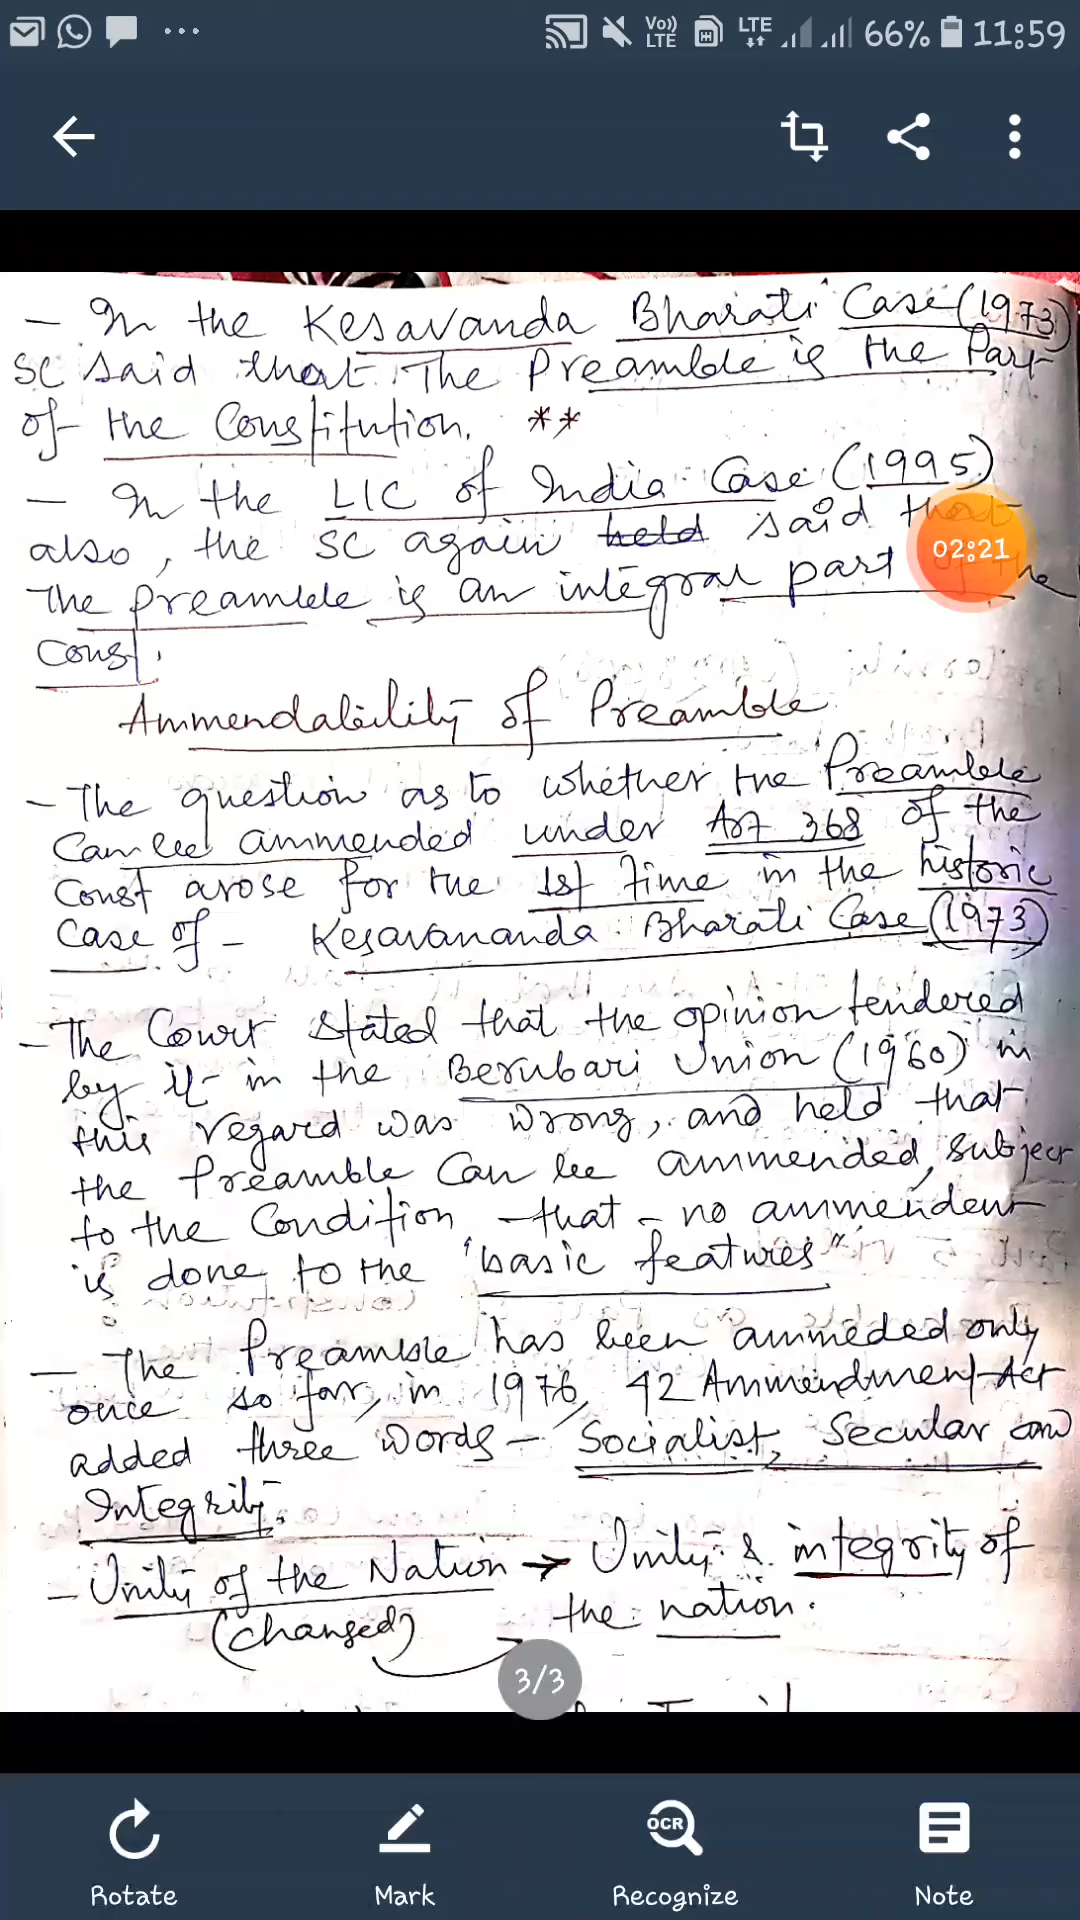 Vo)) LTE LTE 66% 11:59
- In the Kesavanda Bharati Case (1973)
SC said that The Preamble is the Part
of the Constitution. **
- In the LIC of India Case (1995)
also, the SC again held said that
02:21
The preamble is an integral part of the
Const.
Ammendability of Preamble
- The question as to whether the Preamble
Can be ammended under Art 368 of the
Const arose for the 1st Time in the historic
Case of - Kesavananda Bharati Case (1973)
- The Court stated that the opinion tendered
by it in the Berubari Union (1960) in
this regard was wrong, and held that
the Preamble Can be ammended, subject
to the Condition - that - no ammendent
is done to the "basic features"
- The Preamble has been ammeded only
once so far, in 1976, 42 Ammendment Act
added three words - Socialist, Secular and
Integrity.
- Unity of the Nation → Unity & integrity of
(changed) the nation.
3/3
Rotate Mark OCR Recognize Note